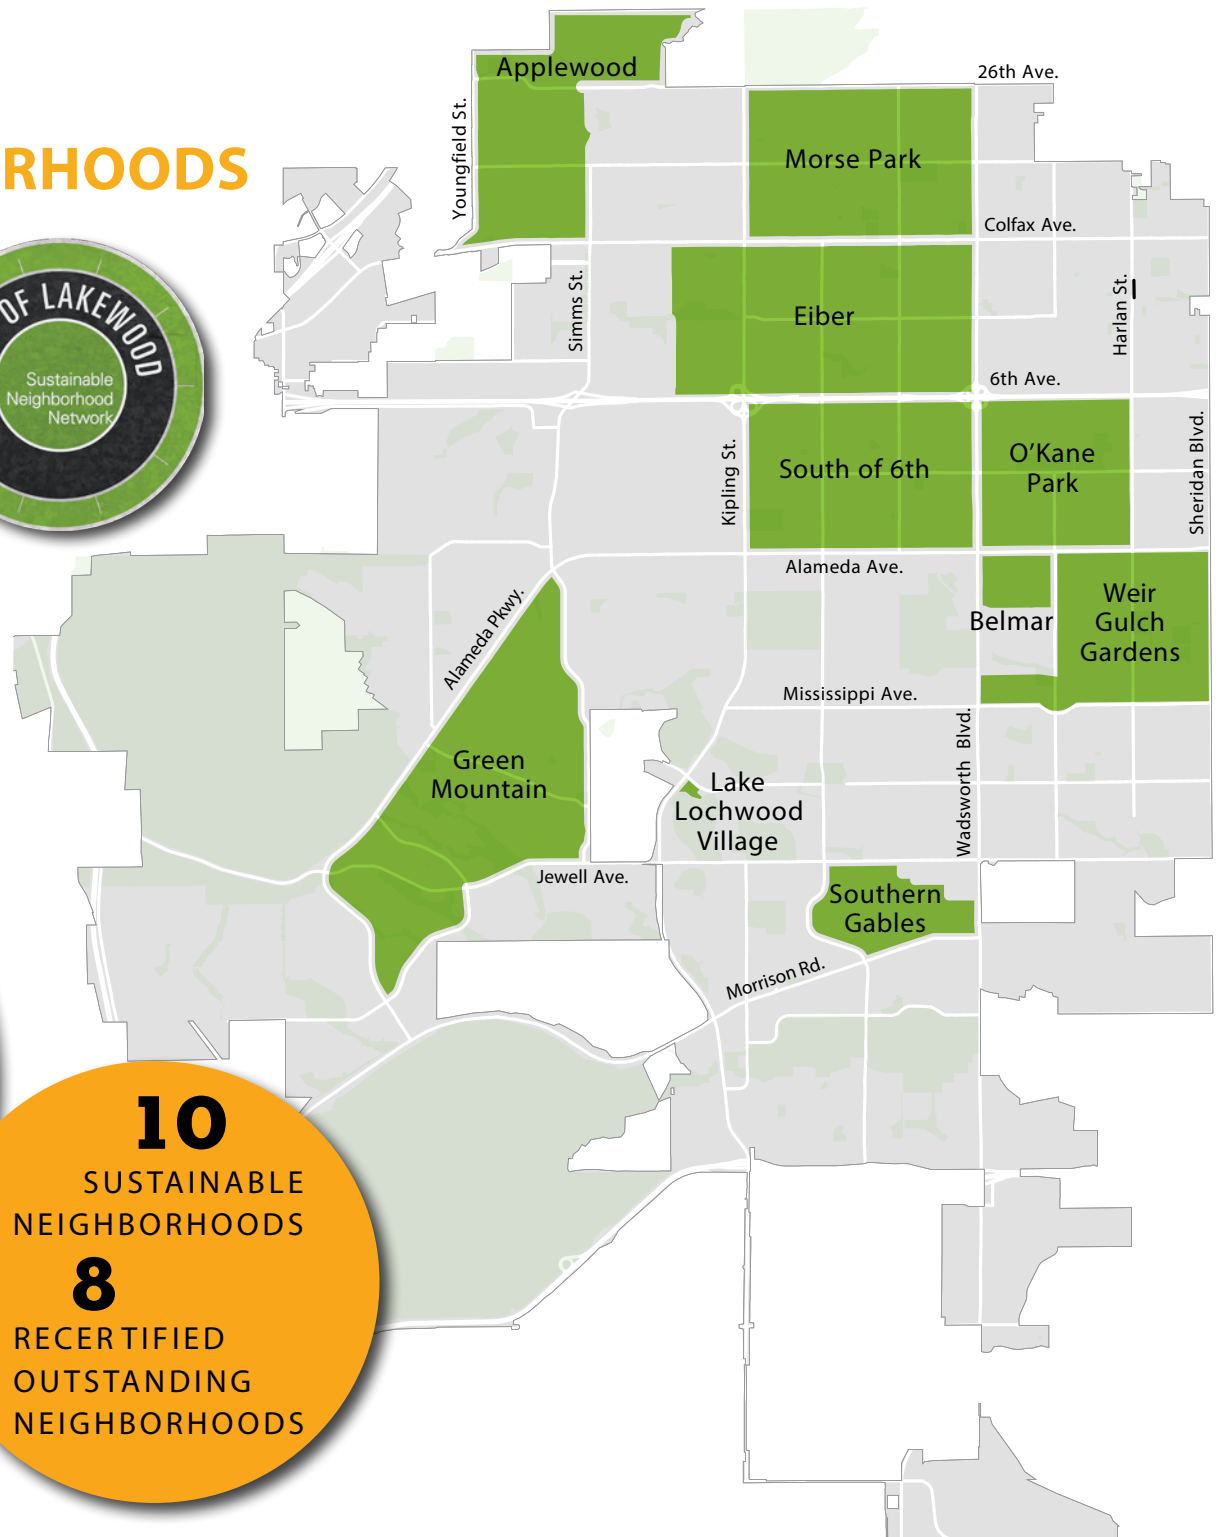 RHOODS
OF LAKEWOOD
Sustainable
Neighborhood
Network
Applewood
26th Ave.
Youngfield St.
Morse Park
Colfax Ave.
Simms St.
Eiber
Harlan St.
6th Ave.
Kipling St.
South of 6th
O'Kane
Park
Sheridan Blvd.
Alameda Ave.
Alameda Pkwy.
Belmar
Weir
Gulch
Gardens
Mississippi Ave.
Wadsworth Blvd.
Green
Mountain
Lake
Lochwood
Village
Jewell Ave.
Southern
Gables
Morrison Rd.
10
SUSTAINABLE
NEIGHBORHOODS
8
RECERTIFIED
OUTSTANDING
NEIGHBORHOODS